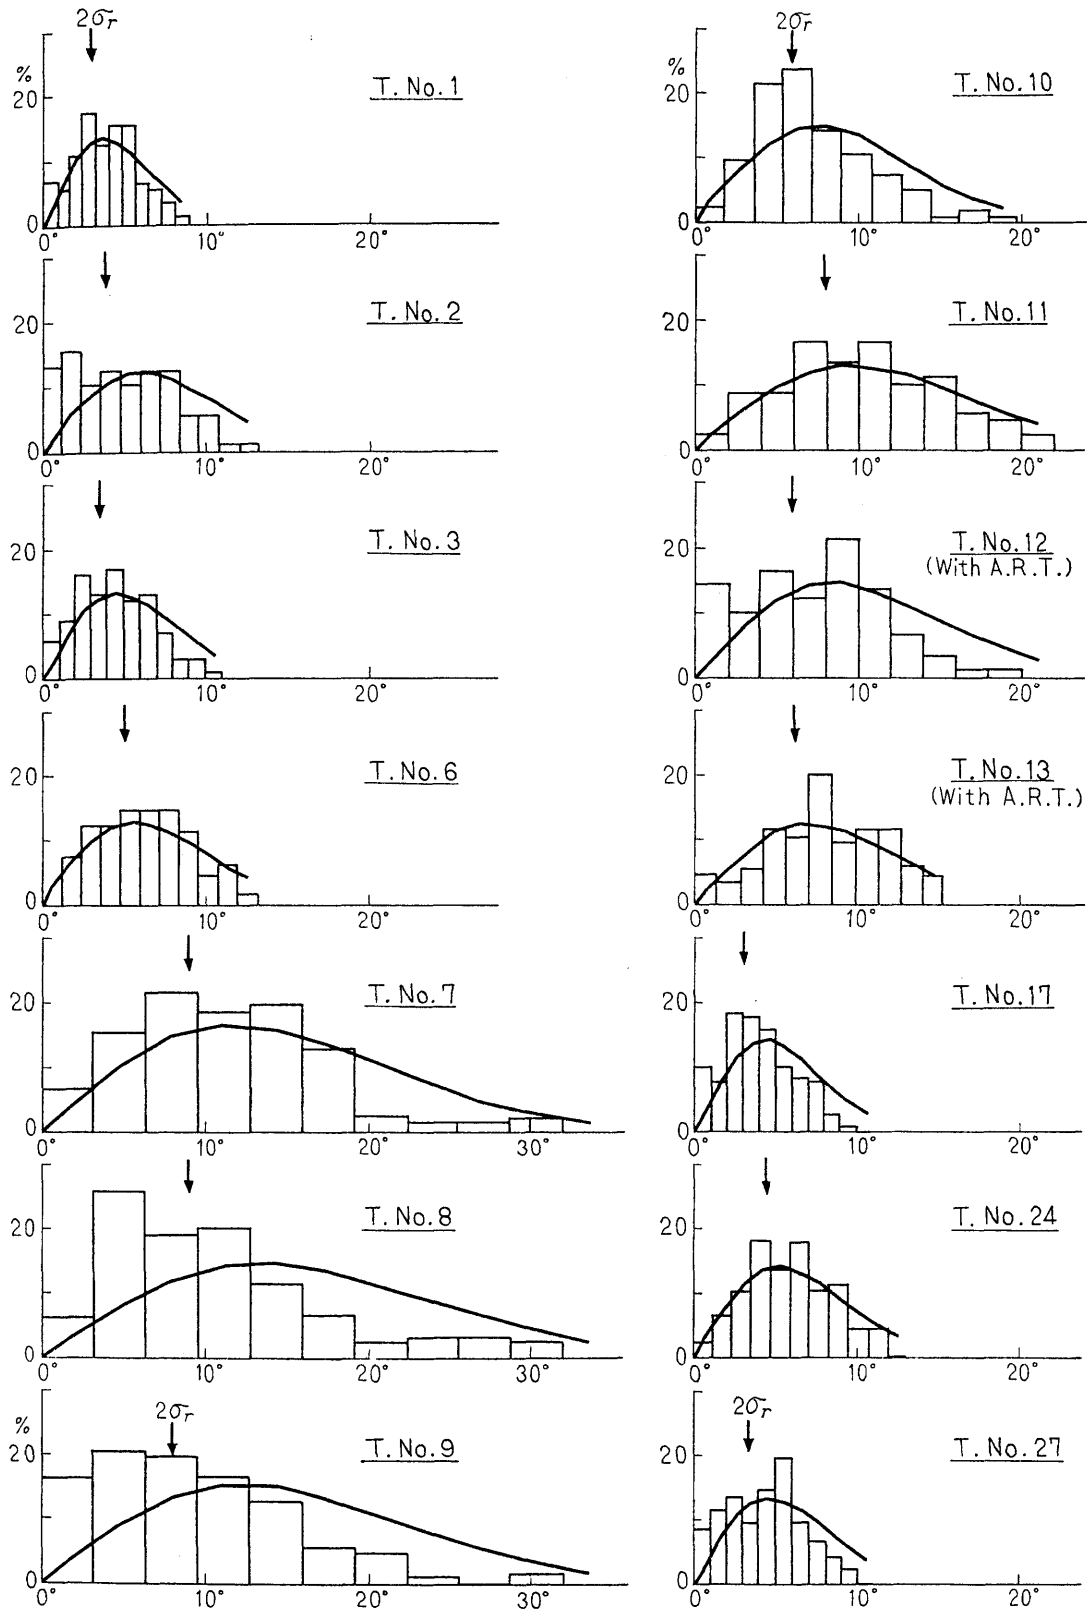 2σr
%
20
T. No. 1
0
0° 10° 20°
20
T. No. 2
0
0° 10° 20°
20
T. No. 3
0
0° 10° 20°
20
T. No. 6
0
0° 10° 20°
20
T. No. 7
0
0° 10° 20° 30°
20
T. No. 8
0
0° 10° 20° 30°
2σr
%
20
T. No. 9
0
0° 10° 20° 30°
2σr
%
20
T. No. 10
0
0° 10° 20°
20
T. No. 11
0
0° 10° 20°
20
T. No. 12
(With A.R.T.)
0
0° 10° 20°
20
T. No. 13
(With A.R.T.)
0
0° 10° 20°
20
T. No. 17
0
0° 10° 20°
20
T. No. 24
0
0° 10° 20°
2σr
20
T. No. 27
0
0° 10° 20°